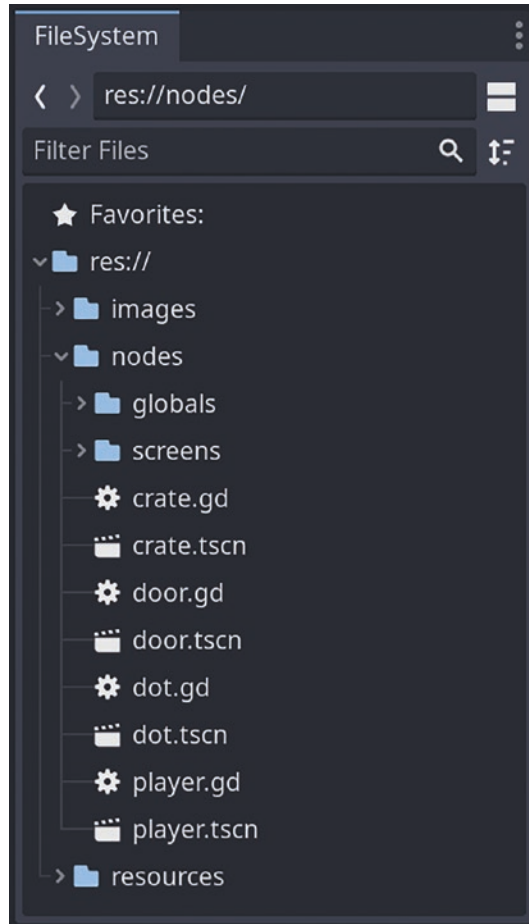 FileSystem
res://nodes/
Filter Files
Favorites:
res://
images
nodes
globals
screens
crate.gd
crate.tscn
door.gd
door.tscn
dot.gd
dot.tscn
player.gd
player.tscn
resources